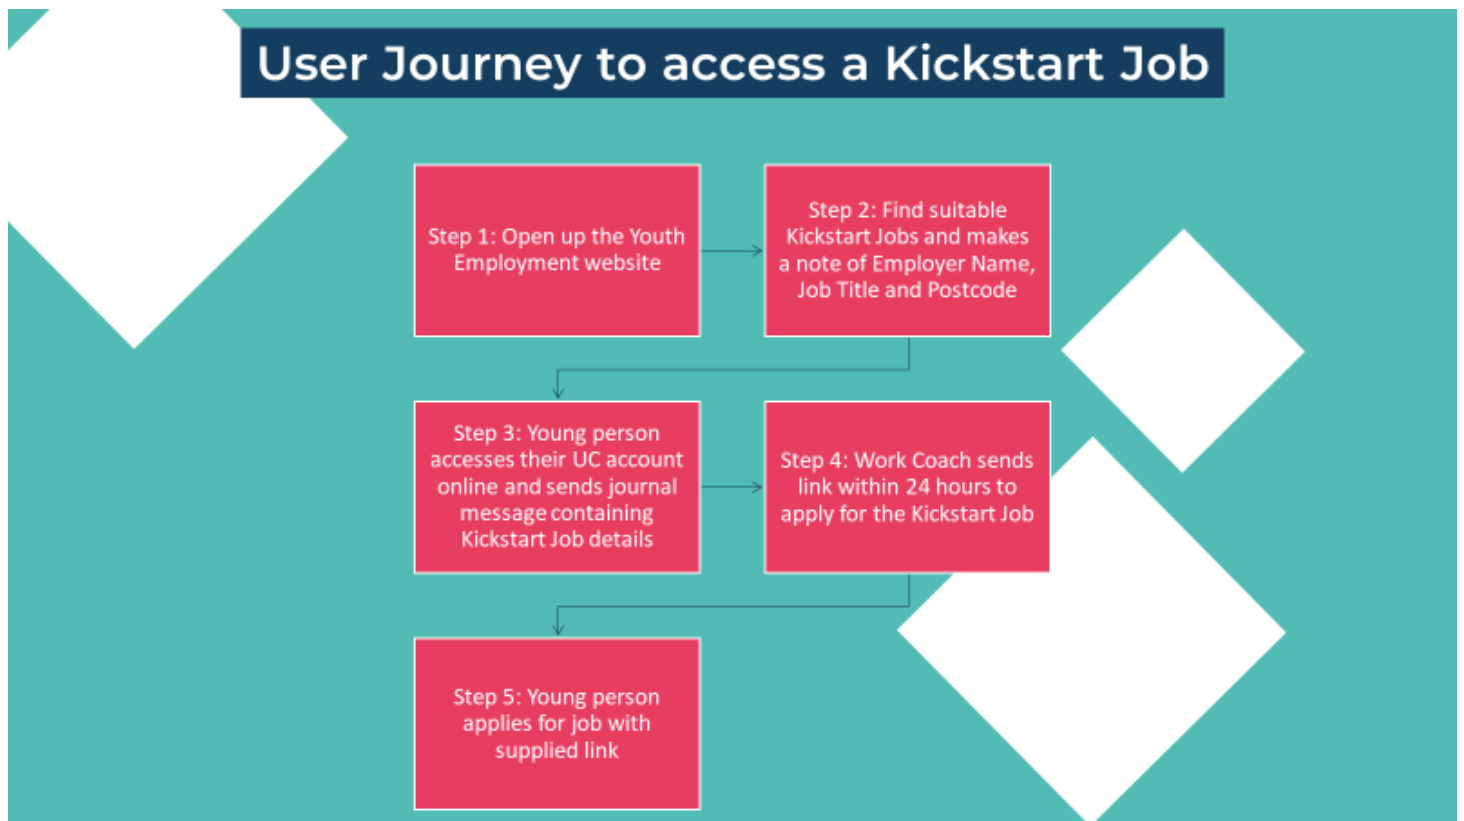 User Journey to access a Kickstart Job
Step 1: Open up the Youth
Employment website
Step 2: Find suitable
Kickstart Jobs and makes
a note of Employer Name,
Job Title and Postcode
Step 3: Young person
accesses their UC account
online and sends journal
message containing
Kickstart Job details
Step 4: Work Coach sends
link within 24 hours to
apply for the Kickstart Job
Step 5: Young person
applies for job with
supplied link